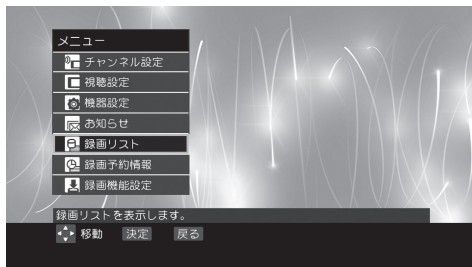 メニュー
チャンネル設定
視聴設定
機器設定
お知らせ
録画リスト
録画予約情報
録画機能設定
録画リストを表示します。
移動 決定 戻る